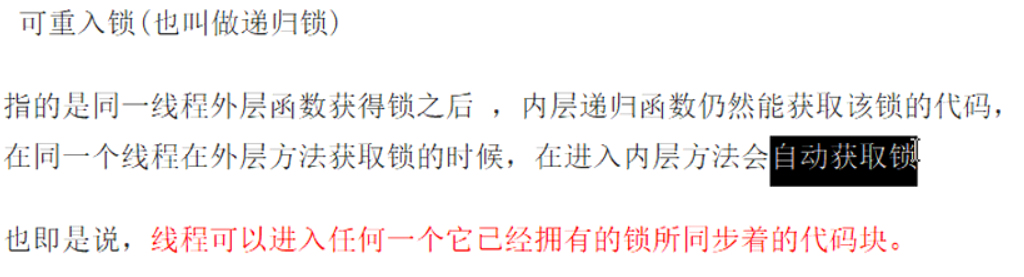 可重入锁(也叫做递归锁)
指的是同一线程外层函数获得锁之后 ，内层递归函数仍然能获取该锁的代码，
在同一个线程在外层方法获取锁的时候，在进入内层方法会自动获取锁
也即是说，线程可以进入任何一个它已经拥有的锁所同步着的代码块。